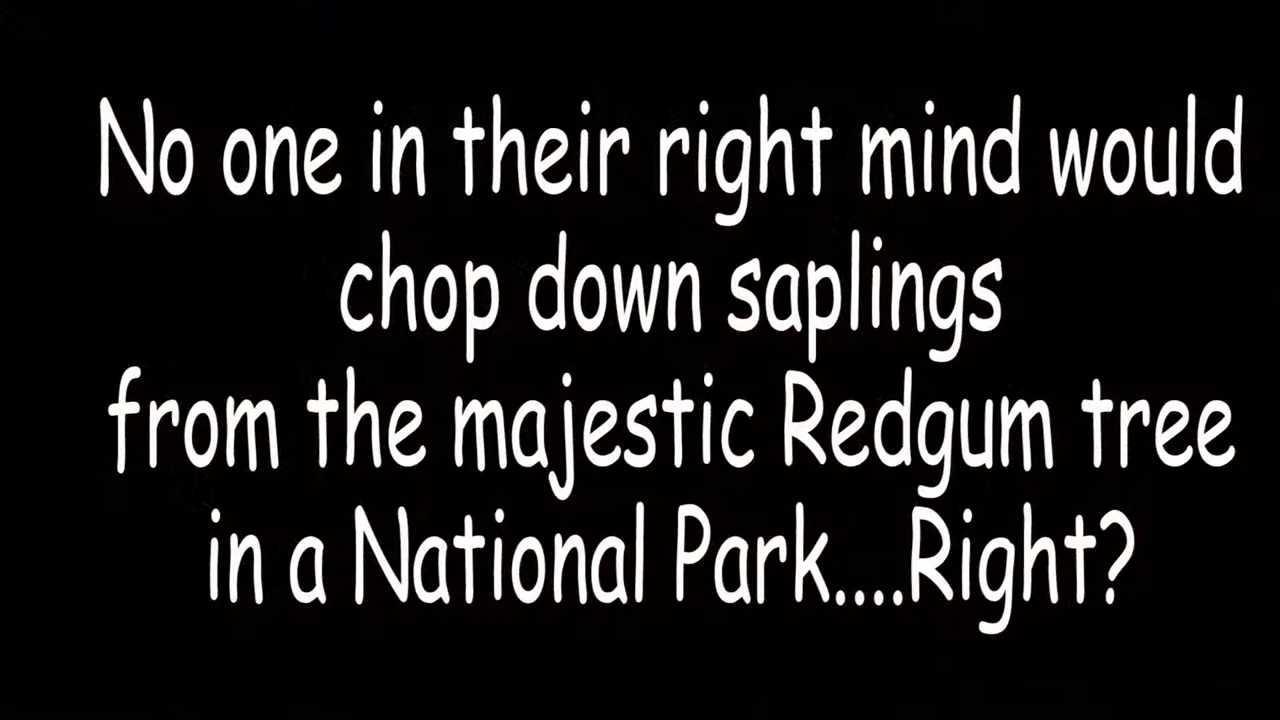 No one in their right mind would
chop down saplings
from the majestic Redgum tree
in a National Park....Right?